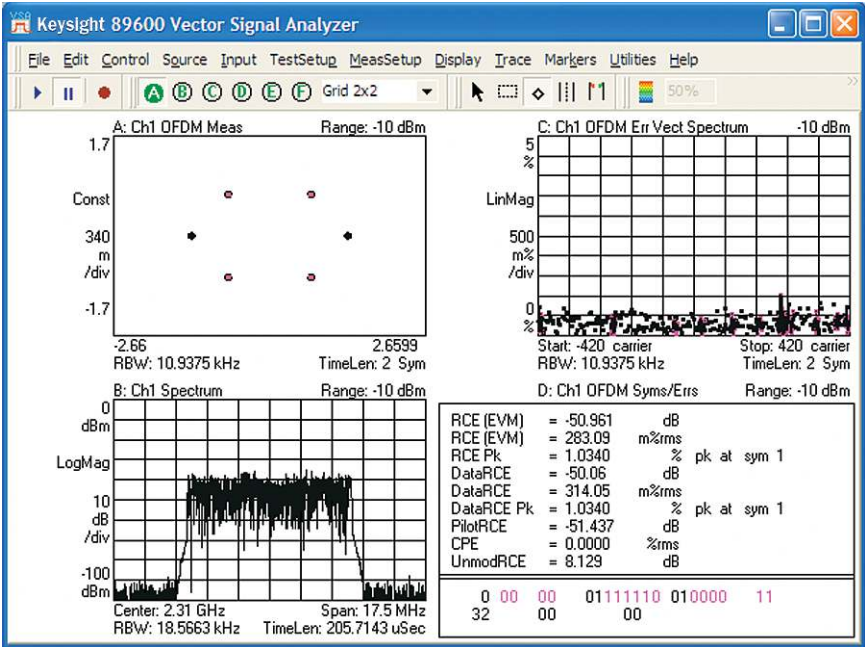 Keysight 89600 Vector Signal Analyzer
File Edit Control Source Input TestSetup MeasSetup Display Trace Markers Utilities Help
A B C D E F Grid 2x2 50%
A: Ch1 OFDM Meas Range: -10 dBm
1.7
Const
340
m
/div
-1.7
-2.66 2.6599
RBW: 10.9375 kHz TimeLen: 2 Sym
C: Ch1 OFDM Err Vect Spectrum -10 dBm
5
%
LinMag
500
m%
/div
0
%
Start: -420 carrier Stop: 420 carrier
RBW: 10.9375 kHz TimeLen: 2 Sym
B: Ch1 Spectrum Range: -10 dBm
0
dBm
LogMag
10
dB
/div
-100
dBm
Center: 2.31 GHz Span: 17.5 MHz
RBW: 18.5663 kHz TimeLen: 205.7143 uSec
D: Ch1 OFDM Syms/Errs Range: -10 dBm
RCE (EVM) = -50.961 dB
RCE (EVM) = 283.09 m%rms
RCE Pk = 1.0340 % pk at sym 1
DataRCE = -50.06 dB
DataRCE = 314.05 m%rms
DataRCE Pk = 1.0340 % pk at sym 1
PilotRCE = -51.437 dB
CPE = 0.0000 %rms
UnmodRCE = 8.129 dB
0 00 00 01111110 010000 11
32 00 00